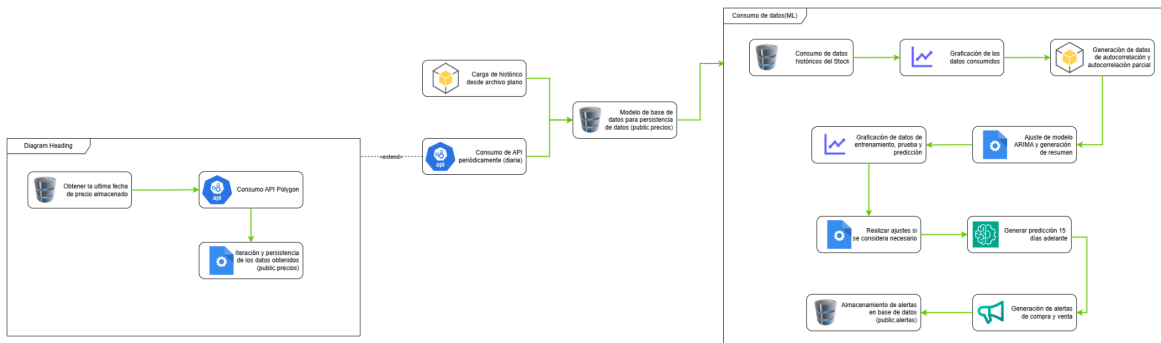 Consumo de datos(ML)
Consumo de datos
históricos del Stock
Graficación de los
datos consumidos
Generación de datos
de autocorrelación y
autocorrelación parcial
Carga de histórico
desde archivo plano
Modelo de base de
datos para persistencia
de datos (public.precios)
Ajuste de modelo
ARIMA y generación
de resumen
Graficación de datos de
entrenamiento, prueba y
predicción
Diagram Heading
«extend»
Consumo de API
periódicamente (diaria)
api
Obtener la ultima fecha
de precio almacenado
Consumo API Polygon
api
Iteración y persistencia
de los datos obtenidos
(public.precios)
Realizar ajustes si
se considera necesario
Generar predicción 15
días adelante
Almacenamiento de alertas
en base de datos
(public.alertas)
Generación de alertas
de compra y venta